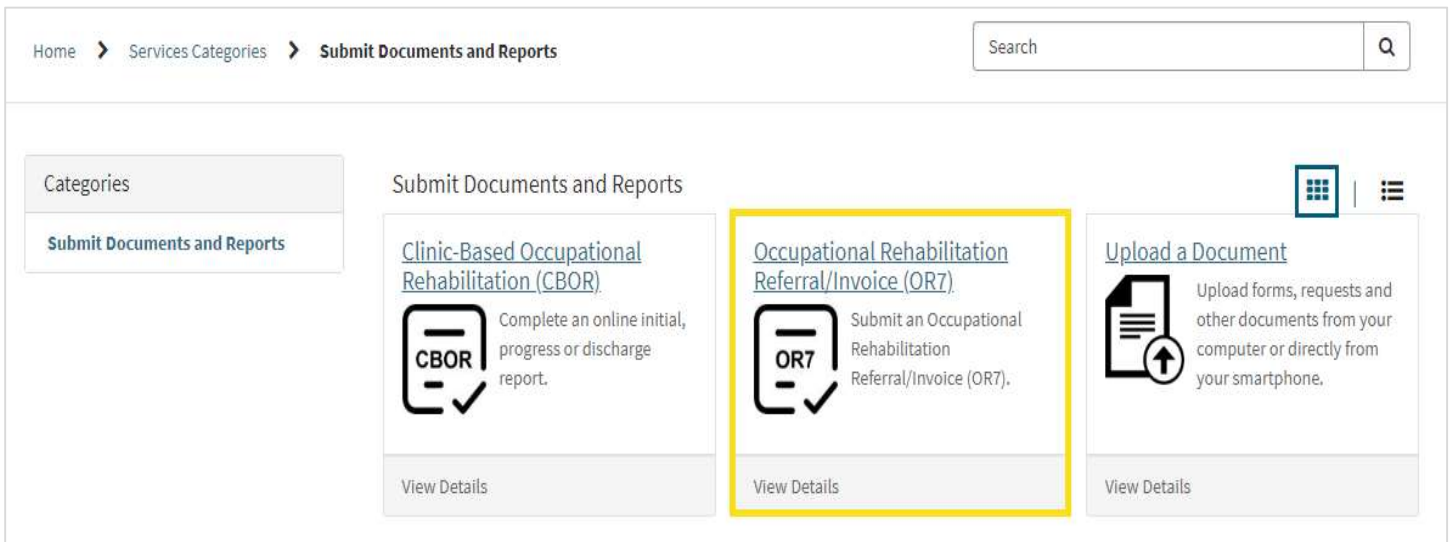 Home > Services Categories > Submit Documents and Reports
Search
Categories
Submit Documents and Reports
Submit Documents and Reports
Clinic-Based Occupational
Rehabilitation (CBOR)
CBOR
Complete an online initial,
progress or discharge
report.
View Details
Occupational Rehabilitation
Referral/Invoice (OR7)
OR7
Submit an Occupational
Rehabilitation
Referral/Invoice (OR7).
View Details
Upload a Document
Upload forms, requests and
other documents from your
computer or directly from
your smartphone.
View Details